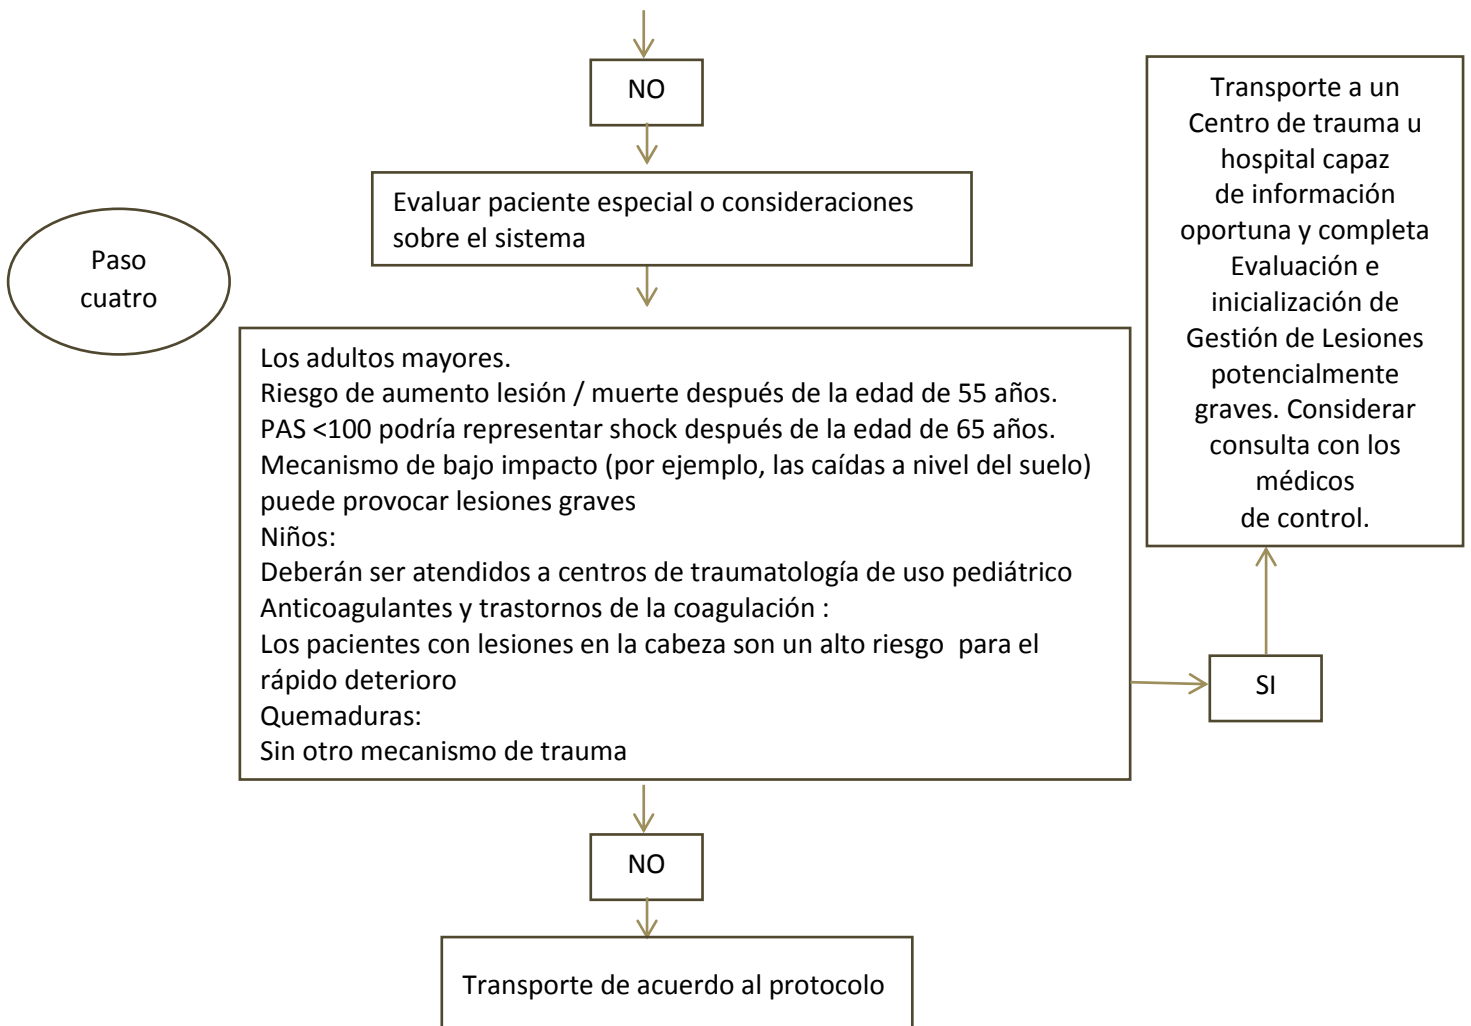 NO
Evaluar paciente especial o consideraciones
sobre el sistema
Paso
cuatro
Los adultos mayores.
Riesgo de aumento lesión / muerte después de la edad de 55 años.
PAS <100 podría representar shock después de la edad de 65 años.
Mecanismo de bajo impacto (por ejemplo, las caídas a nivel del suelo)
puede provocar lesiones graves
Niños:
Deberán ser atendidos a centros de traumatología de uso pediátrico
Anticoagulantes y trastornos de la coagulación :
Los pacientes con lesiones en la cabeza son un alto riesgo  para el
rápido deterioro
Quemaduras:
Sin otro mecanismo de trauma
SI
Transporte a un
Centro de trauma u
hospital capaz
de información
oportuna y completa
Evaluación e
inicialización de
Gestión de Lesiones
potencialmente
graves. Considerar
consulta con los
médicos
de control.
NO
Transporte de acuerdo al protocolo